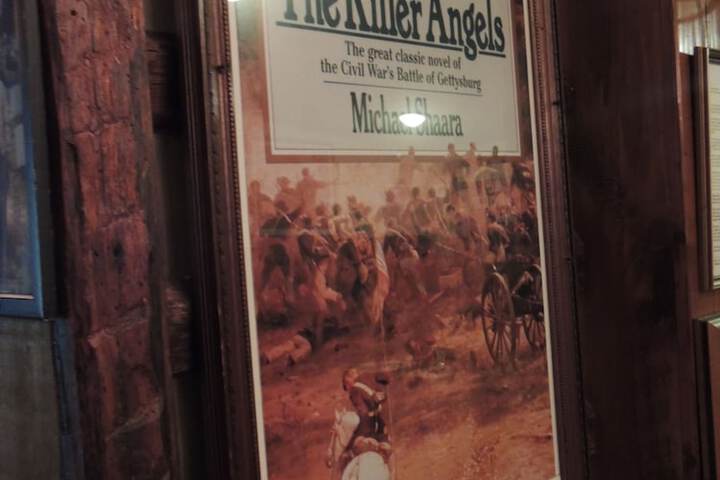 The Killer Angels
The great classic novel of
the Civil War's Battle of Gettysburg
Michael Shaara